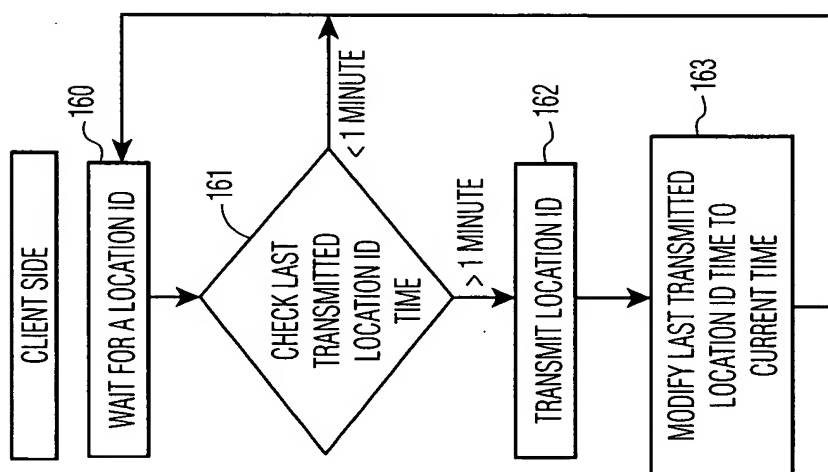 CLIENT SIDE
WAIT FOR A LOCATION ID
160
CHECK LAST
TRANSMITTED
LOCATION ID
TIME
161
< 1 MINUTE
> 1 MINUTE
TRANSMIT LOCATION ID
162
MODIFY LAST TRANSMITTED
LOCATION ID TIME TO
CURRENT TIME
163